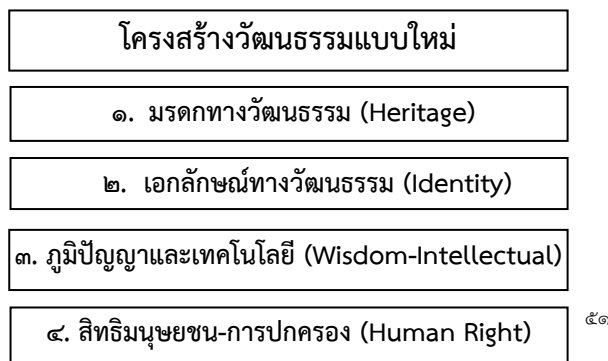 โครงสร้างวัฒนธรรมแบบใหม่
๑. มรดกทางวัฒนธรรม (Heritage)
๒. เอกลักษณ์ทางวัฒนธรรม (Identity)
๓. ภูมิปัญญาและเทคโนโลยี (Wisdom-Intellectual)
๔. สิทธิมนุษยชน-การปกครอง (Human Right)
๕๑